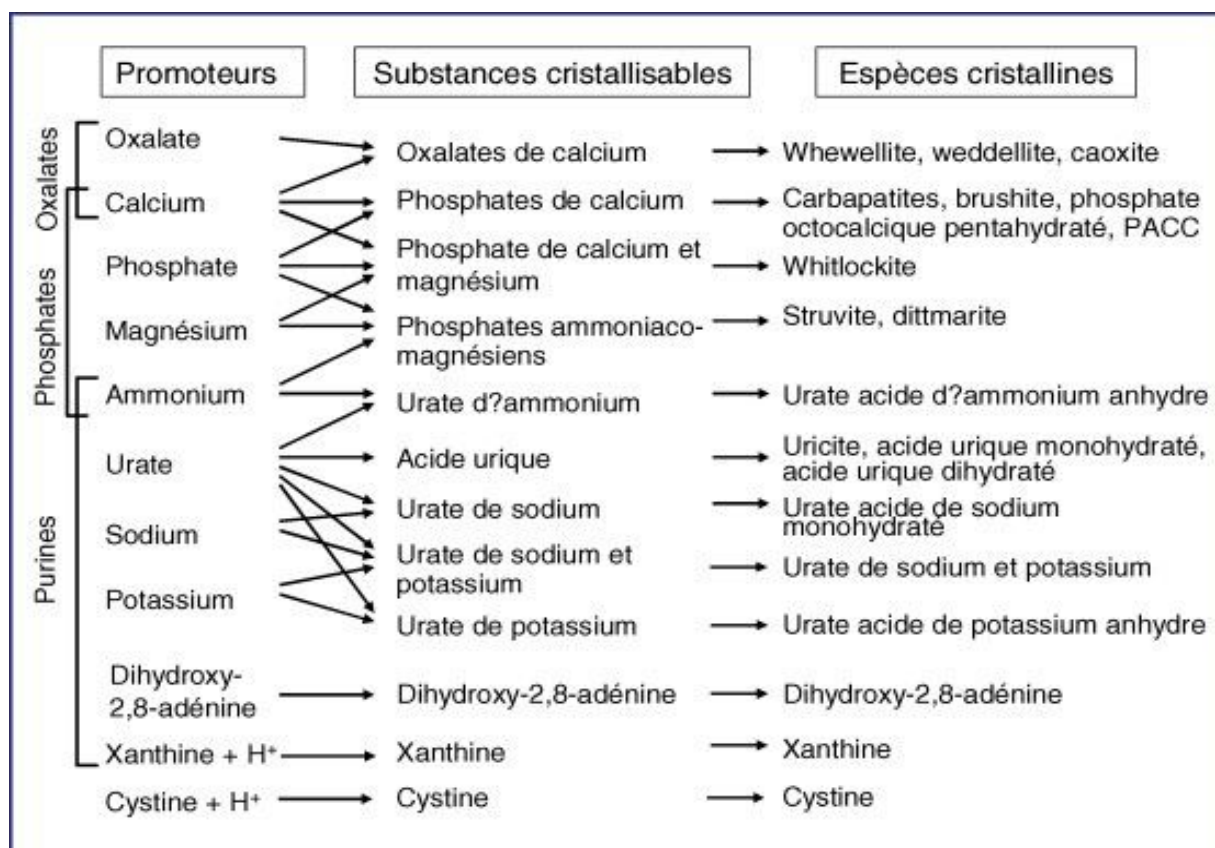 Promoteurs
Substances cristallisables
Espèces cristallines
Oxalates
Phosphates
Purines
Oxalate
Calcium
Phosphate
Magnésium
Ammonium
Urate
Sodium
Potassium
Dihydroxy-
2,8-adénine
Xanthine + H⁺
Cystine + H⁺
Oxalates de calcium
Phosphates de calcium
Phosphate de calcium et
magnésium
Phosphates ammoniaco-
magnésiens
Urate d?ammonium
Acide urique
Urate de sodium
Urate de sodium et
potassium
Urate de potassium
Dihydroxy-2,8-adénine
Xanthine
Cystine
Whewellite, weddellite, caoxite
Carbapatites, brushite, phosphate
octocalcique pentahydraté, PACC
Whitlockite
Struvite, dittmarite
Urate acide d?ammonium anhydre
Uricite, acide urique monohydraté,
acide urique dihydraté
Urate acide de sodium
monohydraté
Urate de sodium et potassium
Urate acide de potassium anhydre
Dihydroxy-2,8-adénine
Xanthine
Cystine